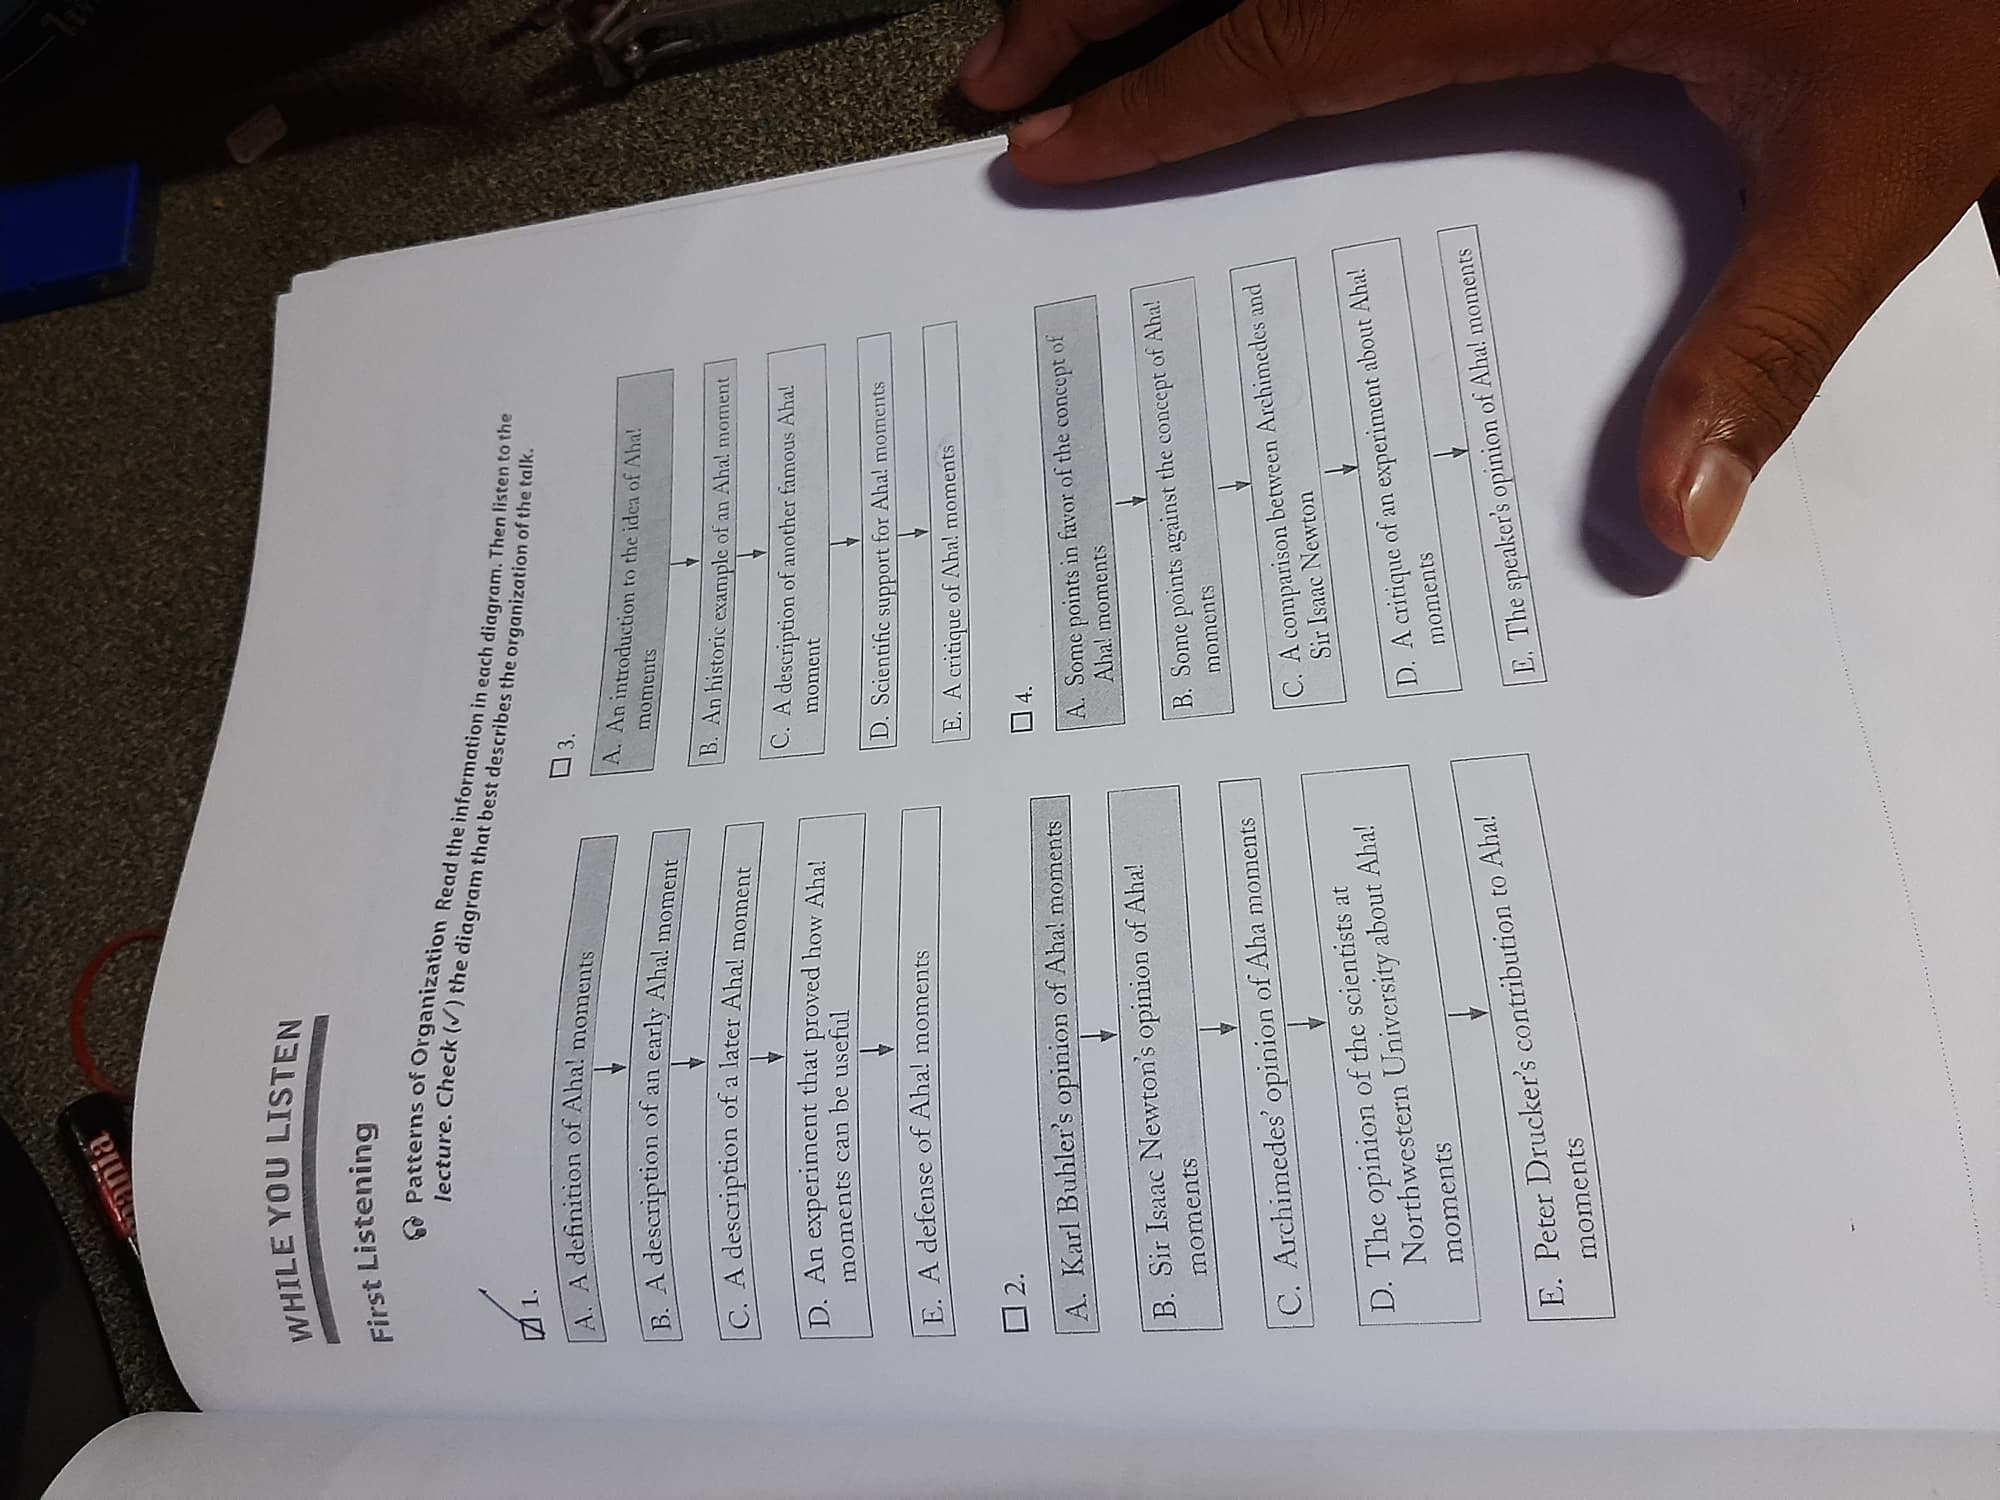 WHILE YOU LISTEN
First Listening
Patterns of Organization Read the information in each diagram. Then listen to the
lecture. Check (✓) the diagram that best describes the organization of the talk.
☑ 1.
A. A definition of Aha! moments
B. A description of an early Aha! moment
C. A description of a later Aha! moment
D. An experiment that proved how Aha!
moments can be useful
E. A defense of Aha! moments
☐ 2.
A. Karl Buhler's opinion of Aha! moments
B. Sir Isaac Newton's opinion of Aha!
moments
C. Archimedes' opinion of Aha moments
D. The opinion of the scientists at
Northwestern University about Aha!
moments
E. Peter Drucker's contribution to Aha!
moments
☐ 3.
A. An introduction to the idea of Aha!
moments
B. An historic example of an Aha! moment
C. A description of another famous Aha!
moment
D. Scientific support for Aha! moments
E. A critique of Aha! moments
☐ 4.
A. Some points in favor of the concept of
Aha! moments
B. Some points against the concept of Aha!
moments
C. A comparison between Archimedes and
Sir Isaac Newton
D. A critique of an experiment about Aha!
moments
E. The speaker's opinion of Aha! moments